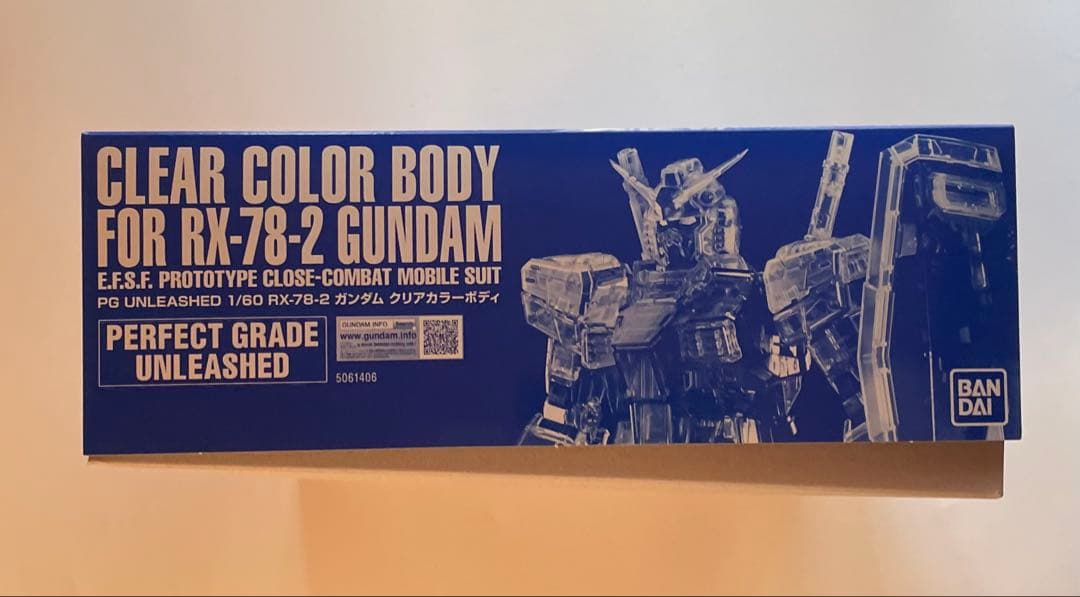 CLEAR COLOR BODY
FOR RX-78-2 GUNDAM
E.F.S.F. PROTOTYPE CLOSE-COMBAT MOBILE SUIT
PG UNLEASHED 1/60 RX-78-2 ガンダム クリアカラーボディ
PERFECT GRADE
UNLEASHED
GUNDAM.INFO
www.gundam.info
5061406
BAN
DAI